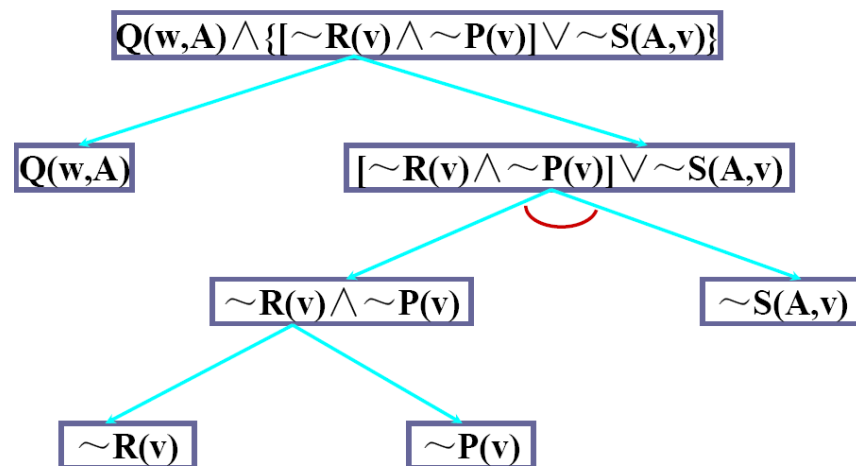 Q(w,A)∧{[~R(v)∧~P(v)]∨~S(A,v)}
Q(w,A)
[~R(v)∧~P(v)]∨~S(A,v)
~R(v)∧~P(v)
~S(A,v)
~R(v)
~P(v)